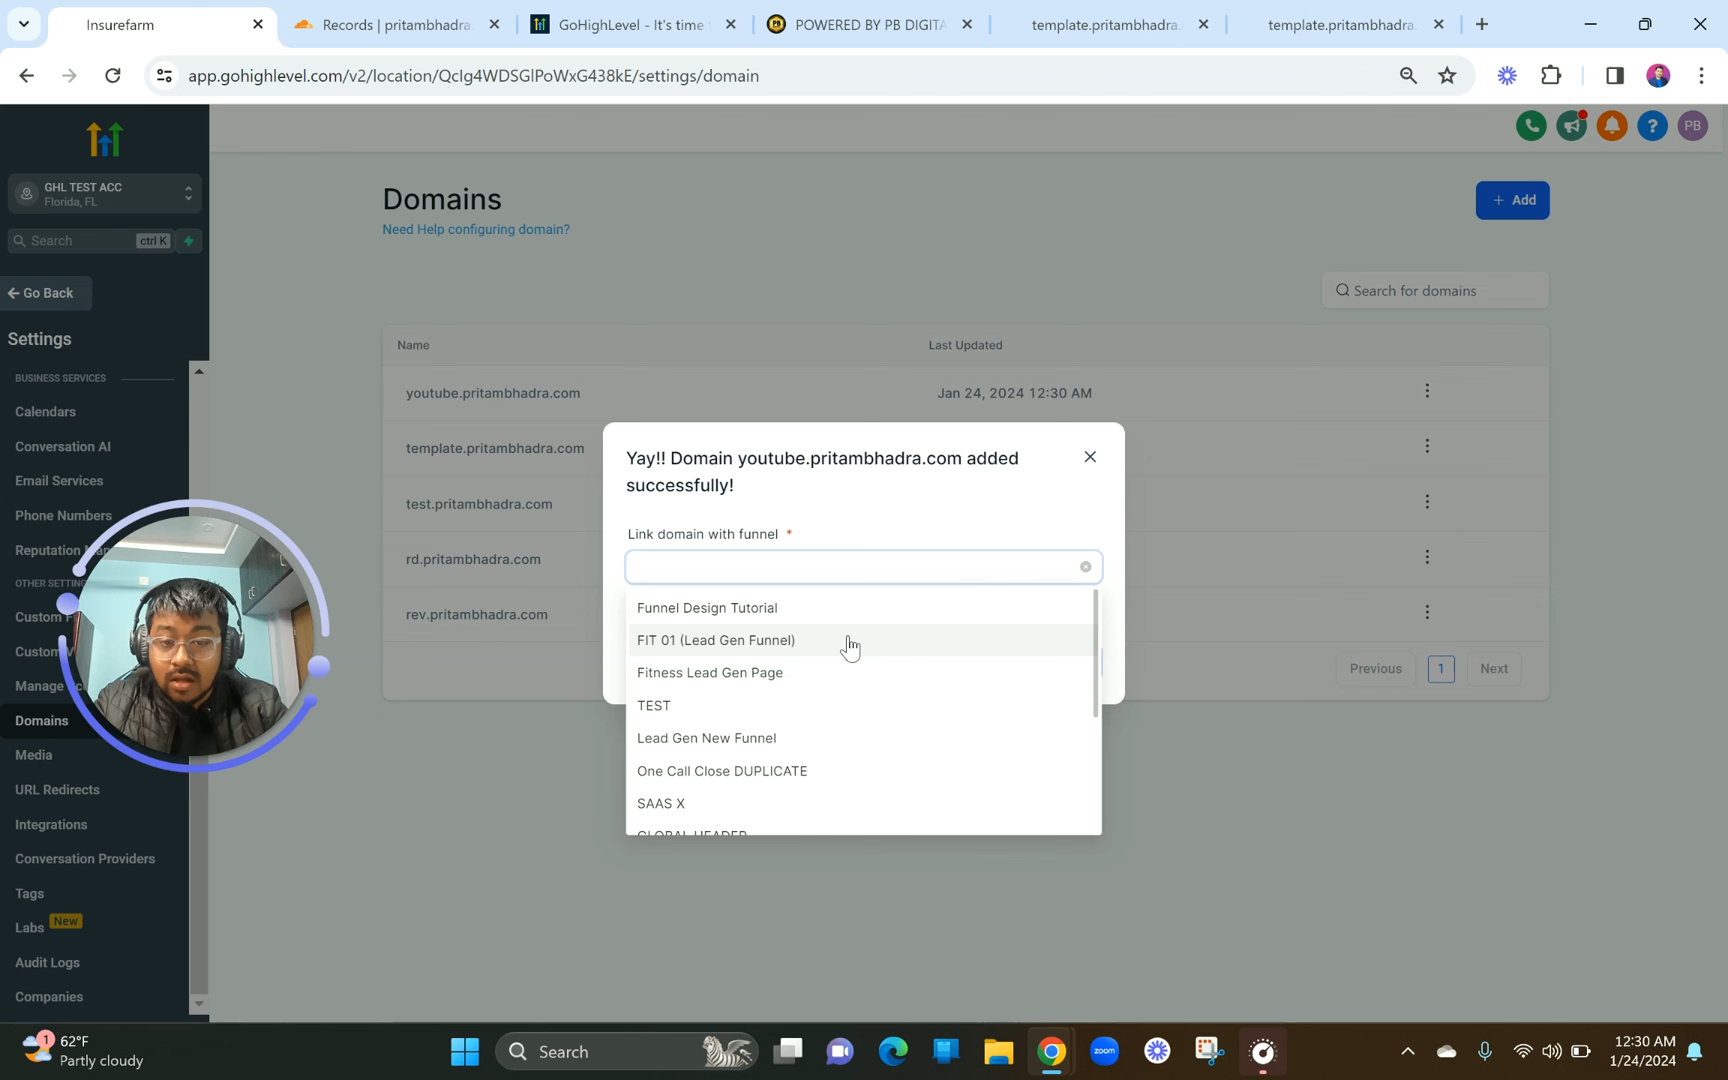 Insurefarm
Records | pritambhadra.
GoHighLevel - It's time
POWERED BY PB DIGITA
template.pritambhadra.
template.pritambhadra.
app.gohighlevel.com/v2/location/Qclg4WDSGlPoWxG438kE/settings/domain
PB
GHL TEST ACC
Florida, FL
Search
ctrl K
Go Back
Settings
BUSINESS SERVICES
Calendars
Conversation AI
Email Services
Phone Numbers
Reputation
OTHER
Custom
Custom
Manage
Domains
Media
URL Redirects
Integrations
Conversation Providers
Tags
Labs New
Audit Logs
Companies
Domains
Need Help configuring domain?
+ Add
Search for domains
Name
Last Updated
youtube.pritambhadra.com
Jan 24, 2024 12:30 AM
template.pritambhadra.com
test.pritambhadra.com
rd.pritambhadra.com
rev.pritambhadra.com
Previous
1
Next
Yay!! Domain youtube.pritambhadra.com added
successfully!
Link domain with funnel *
Funnel Design Tutorial
FIT 01 (Lead Gen Funnel)
Fitness Lead Gen Page
TEST
Lead Gen New Funnel
One Call Close DUPLICATE
SAAS X
GLOBAL HEADER
1
62°F
Partly cloudy
Search
zoom
12:30 AM
1/24/2024